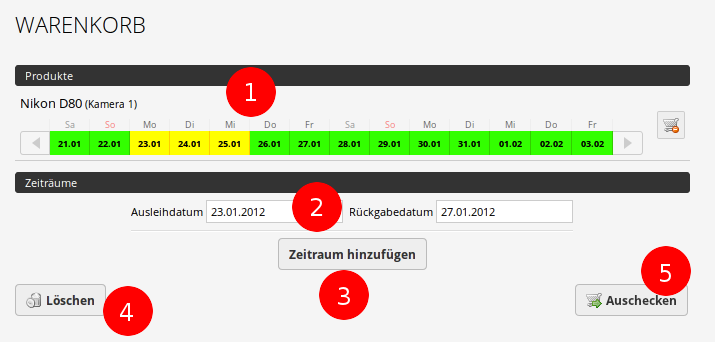 WARENKORB
Produkte
1
Nikon D80 (Kamera 1)
Sa So Mo Di Mi Do Fr Sa So Mo Di Mi Do Fr
21.01 22.01 23.01 24.01 25.01 26.01 27.01 28.01 29.01 30.01 31.01 01.02 02.02 03.02
Zeiträume
Ausleihdatum 23.01.2012 2 Rückgabedatum 27.01.2012
Zeitraum hinzufügen
3
Löschen
4
5
Auschecken